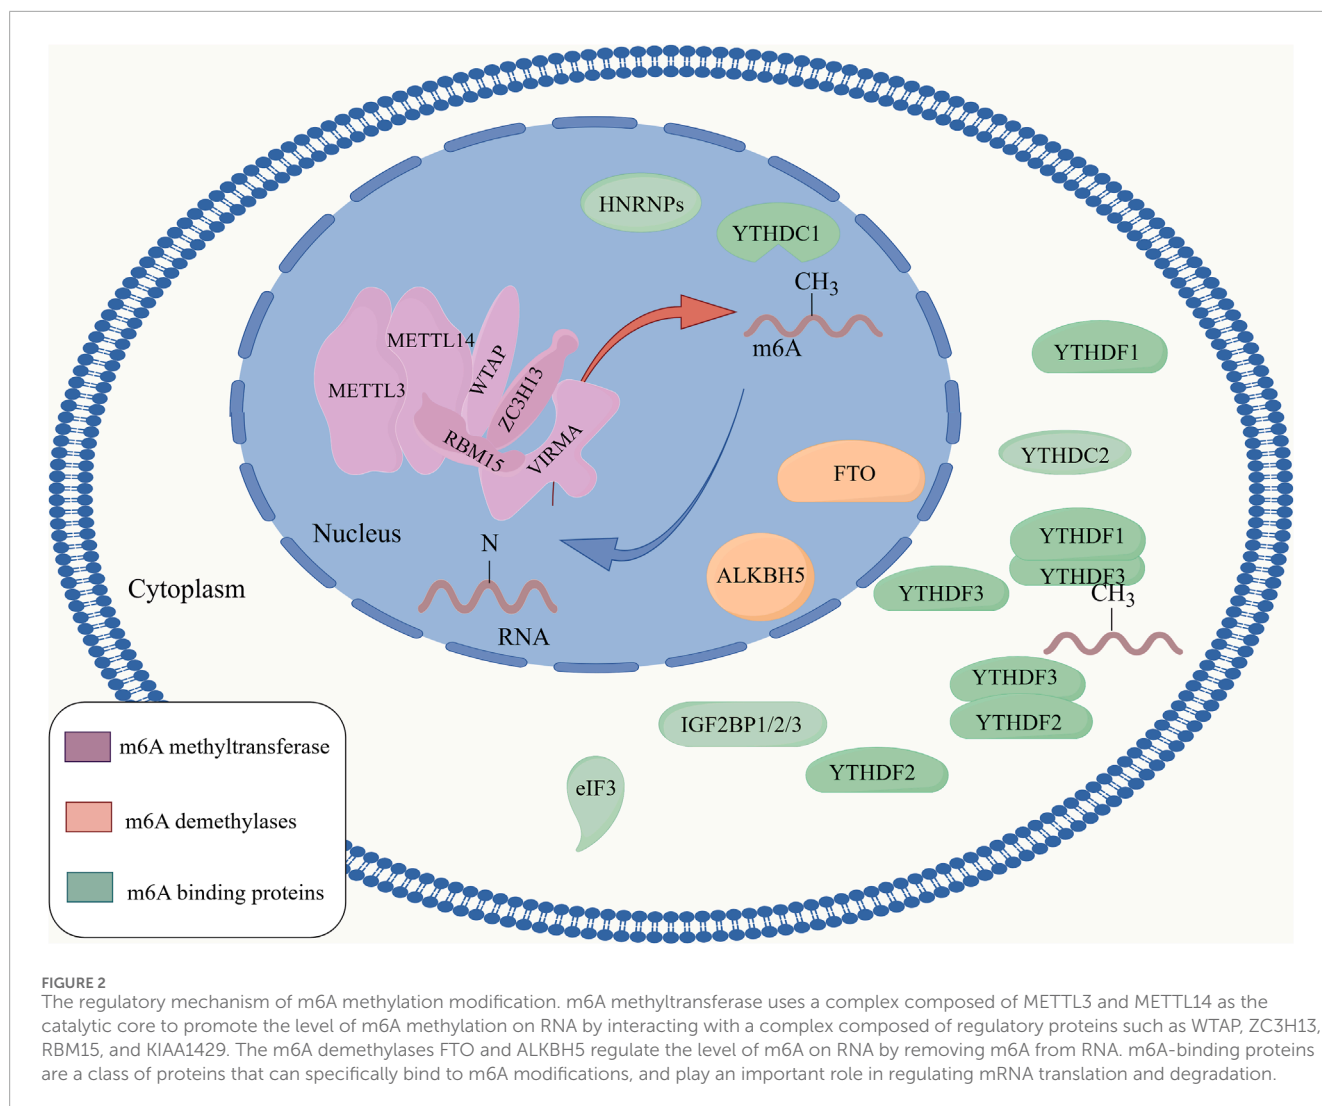 HNRNPs
YTHDC1
CH3
m6A
METTL14
METTL3
WTAP
ZC3H13
RBM15
VIRMA
YTHDF1
YTHDC2
FTO
Nucleus
N
RNA
ALKBH5
YTHDF1
YTHDF3
CH3
YTHDF3
Cytoplasm
YTHDF3
YTHDF2
IGF2BP1/2/3
YTHDF2
eIF3
m6A methyltransferase
m6A demethylases
m6A binding proteins
FIGURE 2
The regulatory mechanism of m6A methylation modification. m6A methyltransferase uses a complex composed of METTL3 and METTL14 as the
catalytic core to promote the level of m6A methylation on RNA by interacting with a complex composed of regulatory proteins such as WTAP, ZC3H13,
RBM15, and KIAA1429. The m6A demethylases FTO and ALKBH5 regulate the level of m6A on RNA by removing m6A from RNA. m6A-binding proteins
are a class of proteins that can specifically bind to m6A modifications, and play an important role in regulating mRNA translation and degradation.